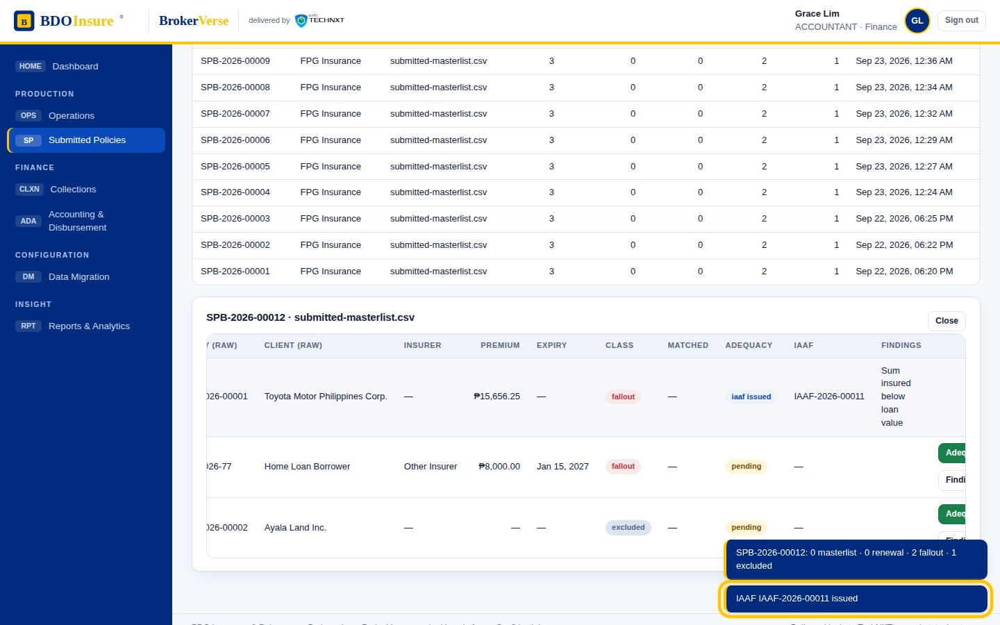 BDOInsure ®
BrokerVerse
delivered by TECHNXT
Grace Lim
ACCOUNTANT · Finance
GL
Sign out
HOME Dashboard
PRODUCTION
OPS Operations
SP Submitted Policies
FINANCE
CLXN Collections
ADA Accounting &
Disbursement
CONFIGURATION
DM Data Migration
INSIGHT
RPT Reports & Analytics
SPB-2026-00009 FPG Insurance submitted-masterlist.csv 3 0 0 2 1 Sep 23, 2026, 12:36 AM
SPB-2026-00008 FPG Insurance submitted-masterlist.csv 3 0 0 2 1 Sep 23, 2026, 12:34 AM
SPB-2026-00007 FPG Insurance submitted-masterlist.csv 3 0 0 2 1 Sep 23, 2026, 12:32 AM
SPB-2026-00006 FPG Insurance submitted-masterlist.csv 3 0 0 2 1 Sep 23, 2026, 12:29 AM
SPB-2026-00005 FPG Insurance submitted-masterlist.csv 3 0 0 2 1 Sep 23, 2026, 12:27 AM
SPB-2026-00004 FPG Insurance submitted-masterlist.csv 3 0 0 2 1 Sep 23, 2026, 12:24 AM
SPB-2026-00003 FPG Insurance submitted-masterlist.csv 3 0 0 2 1 Sep 22, 2026, 06:25 PM
SPB-2026-00002 FPG Insurance submitted-masterlist.csv 3 0 0 2 1 Sep 22, 2026, 06:22 PM
SPB-2026-00001 FPG Insurance submitted-masterlist.csv 3 0 0 2 1 Sep 22, 2026, 06:20 PM
SPB-2026-00012 · submitted-masterlist.csv
Close
(RAW) CLIENT (RAW) INSURER PREMIUM EXPIRY CLASS MATCHED ADEQUACY IAAF FINDINGS
026-00001 Toyota Motor Philippines Corp. — ₱15,656.25 — fallout — iaaf issued IAAF-2026-00011 Sum
insured
below
loan
value
026-77 Home Loan Borrower Other Insurer ₱8,000.00 Jan 15, 2027 fallout — pending — Adeq
Findi
026-00002 Ayala Land Inc. — — — excluded — pending — Adeq
SPB-2026-00012: 0 masterlist · 0 renewal · 2 fallout · 1
excluded
IAAF IAAF-2026-00011 issued